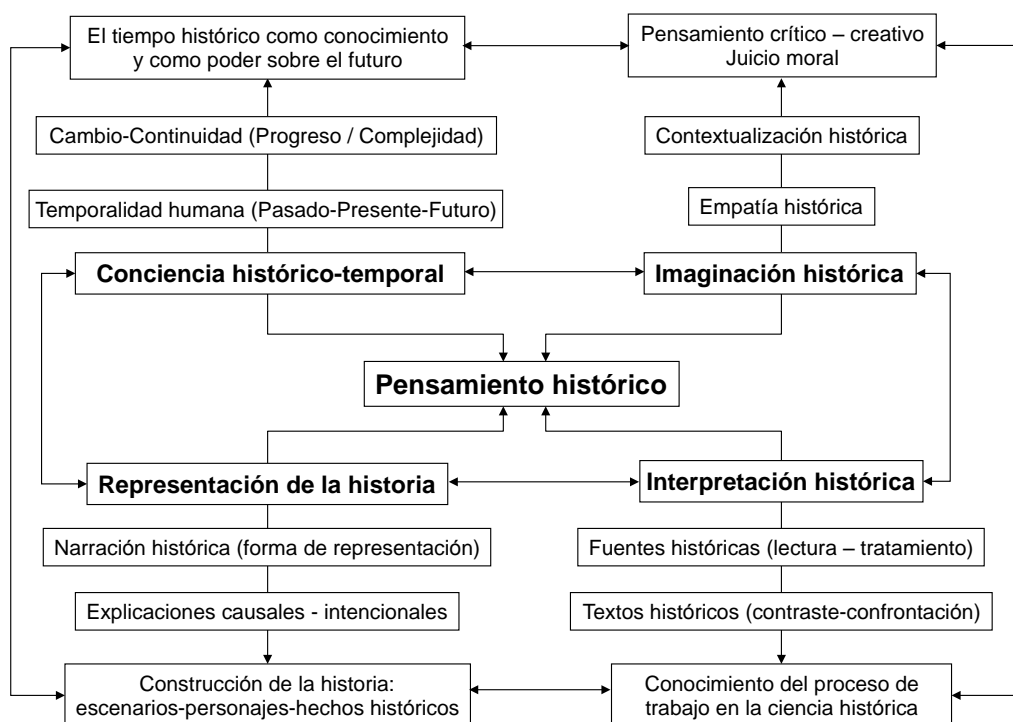 El tiempo histórico como conocimiento
y como poder sobre el futuro
Pensamiento crítico – creativo
Juicio moral
Cambio-Continuidad (Progreso / Complejidad)
Contextualización histórica
Temporalidad humana (Pasado-Presente-Futuro)
Empatía histórica
Conciencia histórico-temporal
Imaginación histórica
Pensamiento histórico
Representación de la historia
Interpretación histórica
Narración histórica (forma de representación)
Fuentes históricas (lectura – tratamiento)
Explicaciones causales - intencionales
Textos históricos (contraste-confrontación)
Construcción de la historia:
escenarios-personajes-hechos históricos
Conocimiento del proceso de
trabajo en la ciencia histórica